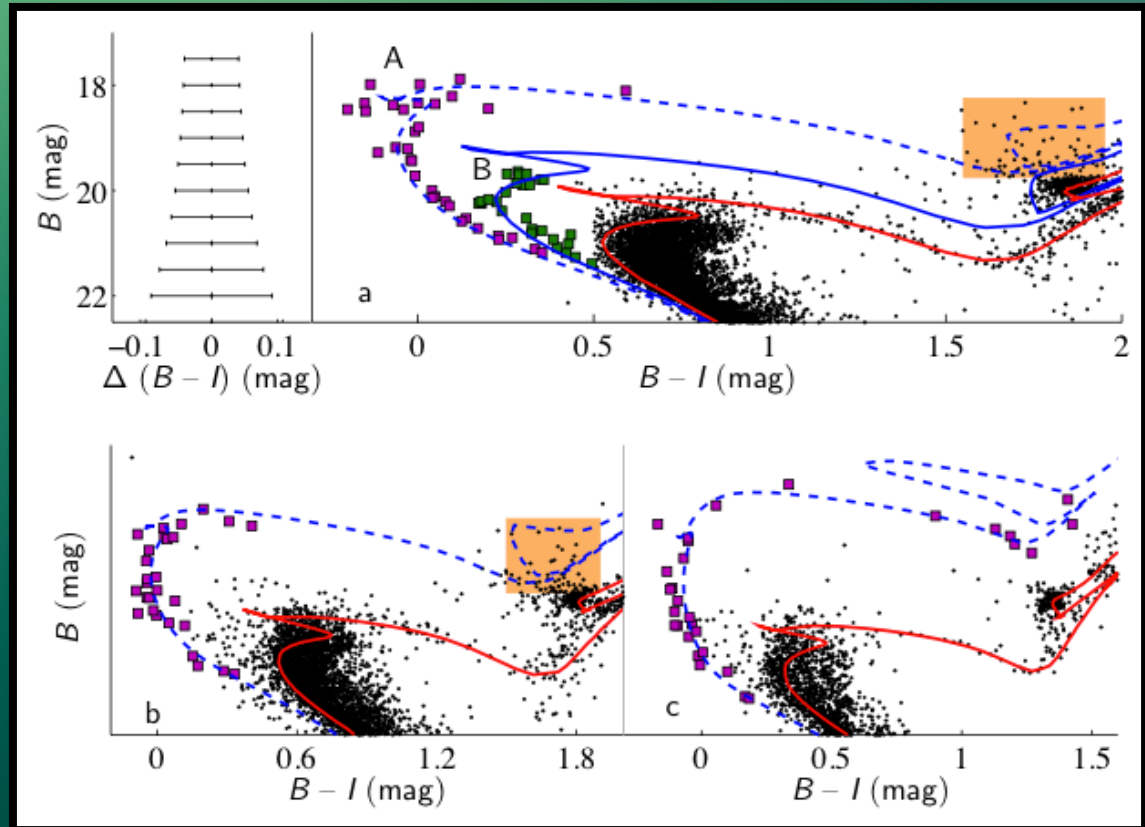 A
B
a
18
20
22
B (mag)
−0.1 0 0.1
Δ (B – I) (mag)
0 0.5 1 1.5 2
B – I (mag)
b
c
B (mag)
B (mag)
0 0.6 1.2 1.8
B – I (mag)
0 0.5 1 1.5
B – I (mag)